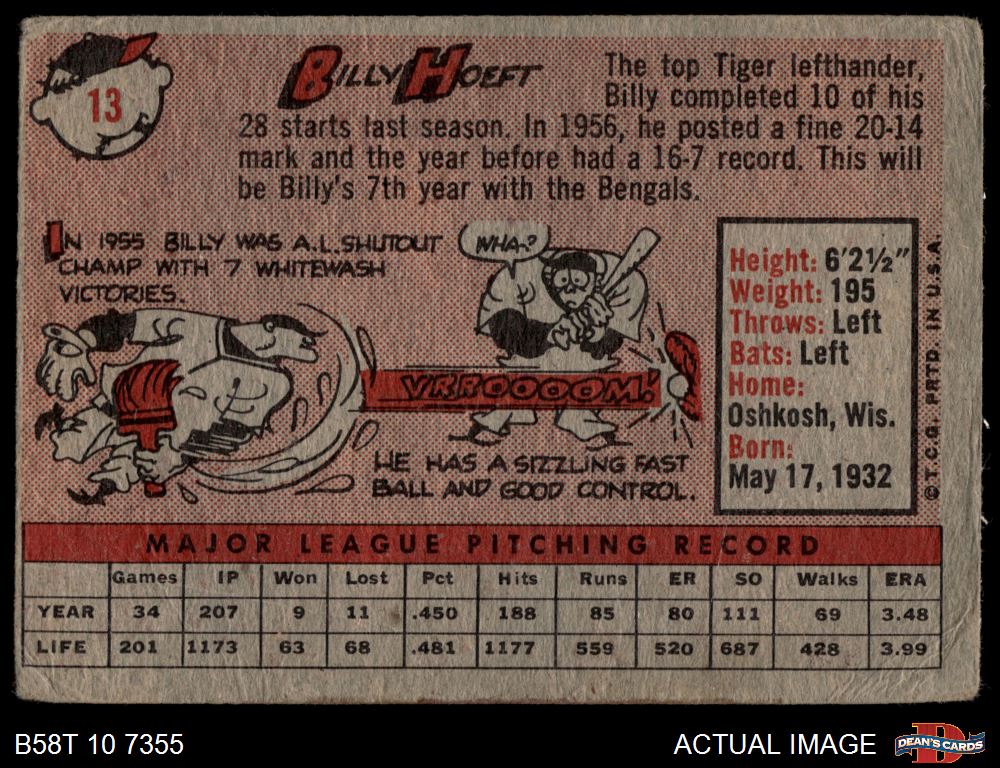 13
BILLY HOEFT
The top Tiger lefthander,
Billy completed 10 of his
28 starts last season. In 1956, he posted a fine 20-14
mark and the year before had a 16-7 record. This will
be Billy's 7th year with the Bengals.
IN 1955 BILLY WAS A.L. SHUTOUT
CHAMP WITH 7 WHITEWASH
VICTORIES.
WHA-?
VRROOOOM!
HE HAS A SIZZLING FAST
BALL AND GOOD CONTROL.
Height: 6'2½"
Weight: 195
Throws: Left
Bats: Left
Home:
Oshkosh, Wis.
Born:
May 17, 1932
© T.C.G. PRTD. IN U.S.A.
MAJOR LEAGUE PITCHING RECORD
Games IP Won Lost Pct Hits Runs ER SO Walks ERA
YEAR 34 207 9 11 .450 188 85 80 111 69 3.48
LIFE 201 1173 63 68 .481 1177 559 520 687 428 3.99
B58T 10 7355
ACTUAL IMAGE
D
DEAN'S CARDS